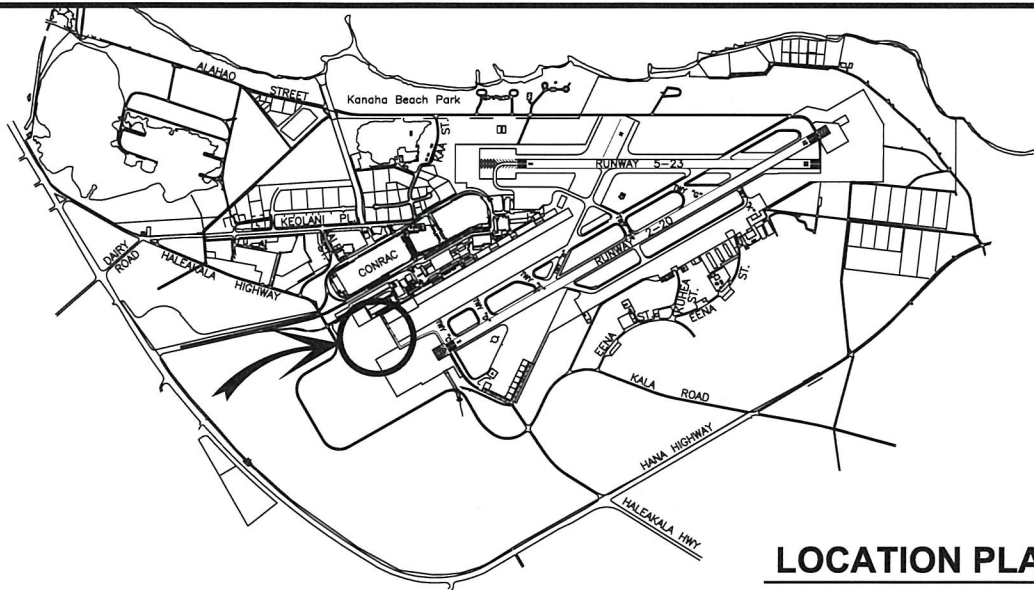 ALAHAO
STREET
Kanaha Beach Park
KAA ST.
RUNWAY 5-23
KEOLANI PL.
RUNWAY 2-20
CONRAC
DAIRY
ROAD
HALEAKALA
HIGHWAY
KUHEA
ST.
EENA
ST.
EENA
ST.
KALA
ROAD
HANA HIGHWAY
HALEAKALA HWY
LOCATION PLA